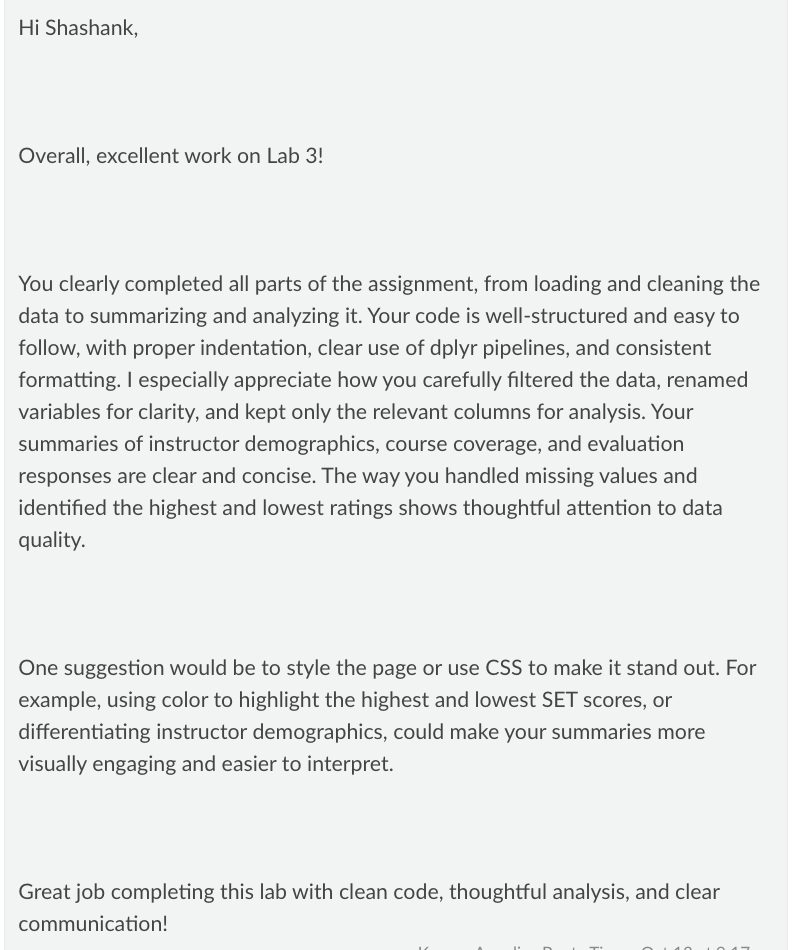 Hi Shashank,
Overall, excellent work on Lab 3!
You clearly completed all parts of the assignment, from loading and cleaning the
data to summarizing and analyzing it. Your code is well-structured and easy to
follow, with proper indentation, clear use of dplyr pipelines, and consistent
formatting. I especially appreciate how you carefully filtered the data, renamed
variables for clarity, and kept only the relevant columns for analysis. Your
summaries of instructor demographics, course coverage, and evaluation
responses are clear and concise. The way you handled missing values and
identified the highest and lowest ratings shows thoughtful attention to data
quality.
One suggestion would be to style the page or use CSS to make it stand out. For
example, using color to highlight the highest and lowest SET scores, or
differentiating instructor demographics, could make your summaries more
visually engaging and easier to interpret.
Great job completing this lab with clean code, thoughtful analysis, and clear
communication!